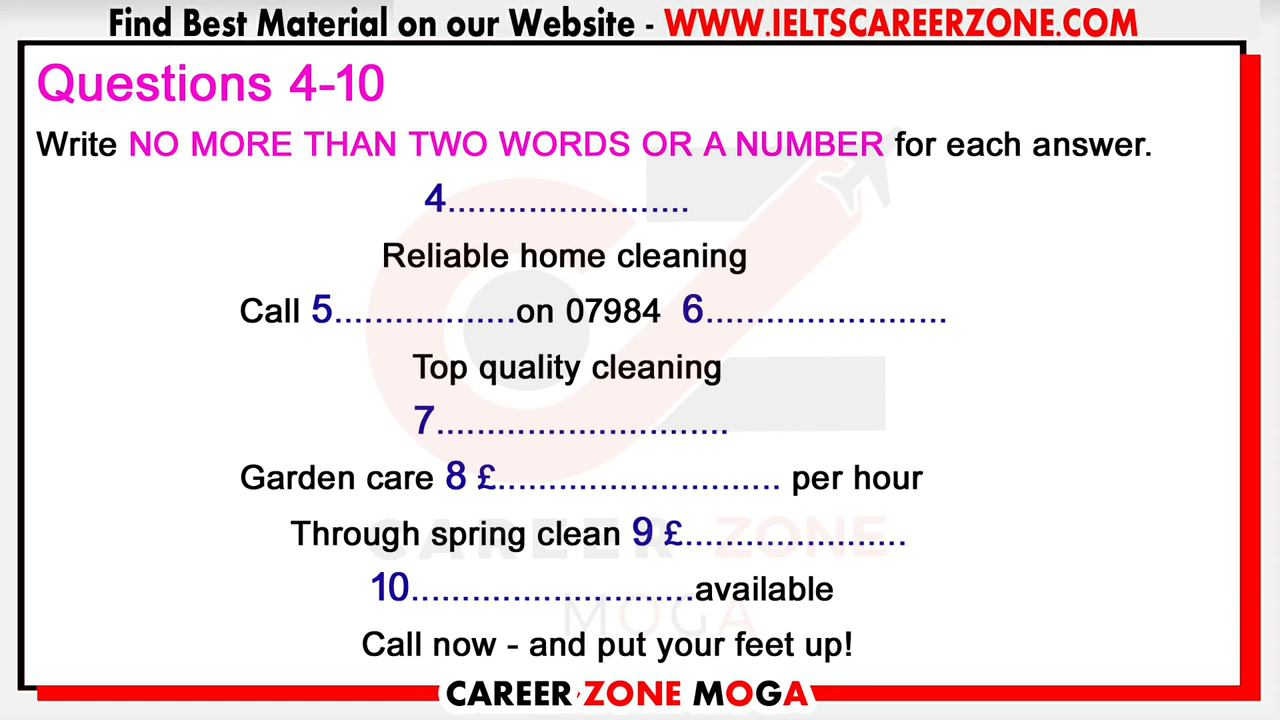 Find Best Material on our Website - WWW.IELTSCAREERZONE.COM
Questions 4-10
Write NO MORE THAN TWO WORDS OR A NUMBER for each answer.
4........................
Reliable home cleaning
Call 5..................on 07984 6........................
Top quality cleaning
7.............................
Garden care 8 £............................ per hour
Through spring clean 9 £......................
10............................available
Call now - and put your feet up!
CAREER ZONE
MOGA
CAREER ZONE MOGA